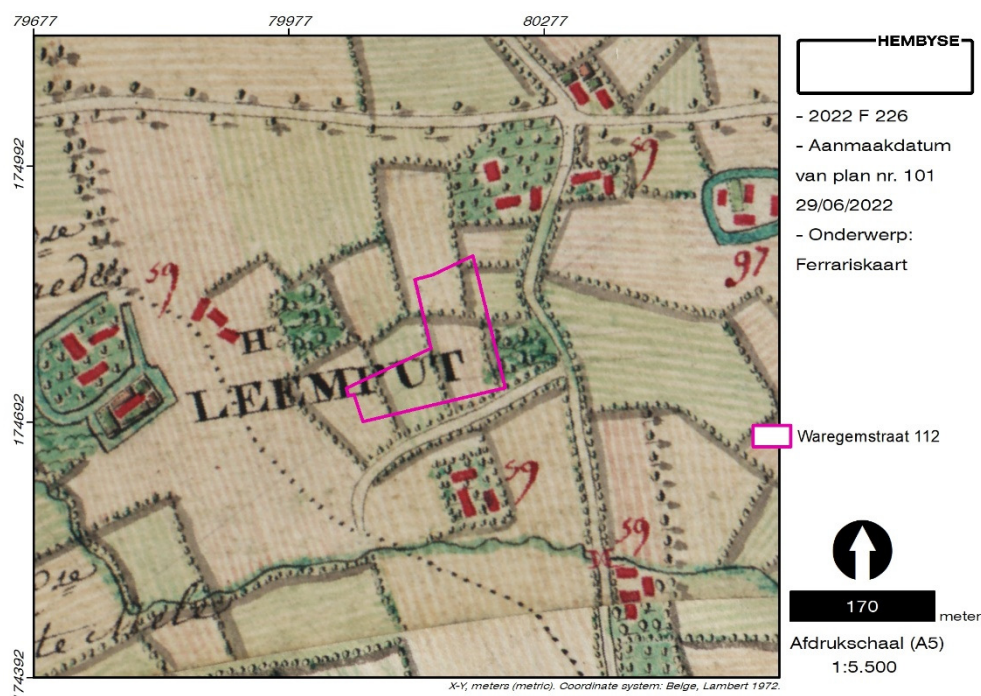 79677
79977
80277
174992
174692
174392
HEMBYSE
- 2022 F 226
- Aanmaakdatum
van plan nr. 101
29/06/2022
- Onderwerp:
Ferrariskaart
59
97
59
H.
LEEMPUT
59
59
Waregemstraat 112
170
meter
Afdrukschaal (A5)
1:5.500
X-Y, meters (metric). Coordinate system: Belge, Lambert 1972.